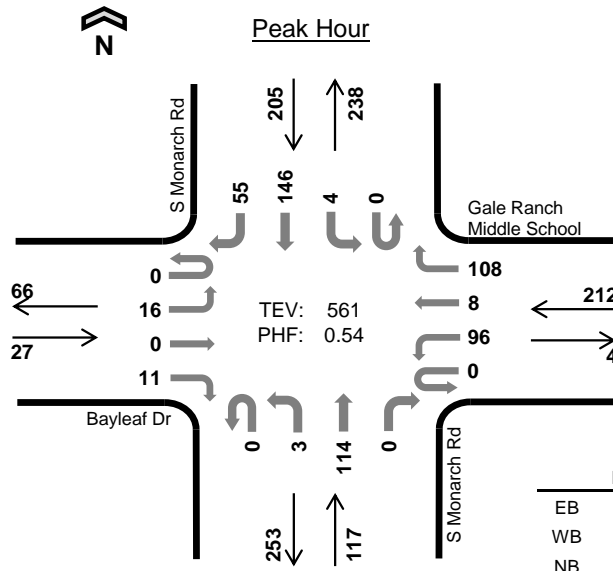 Peak Hour
N
S Monarch Rd
205
238
55
146
4
0
Gale Ranch
Middle School
0
108
66
16
TEV: 561
8
212
27
0
PHF: 0.54
96
4
11
0
Bayleaf Dr
0
3
114
0
S Monarch Rd
253
117
EB
WB
NB